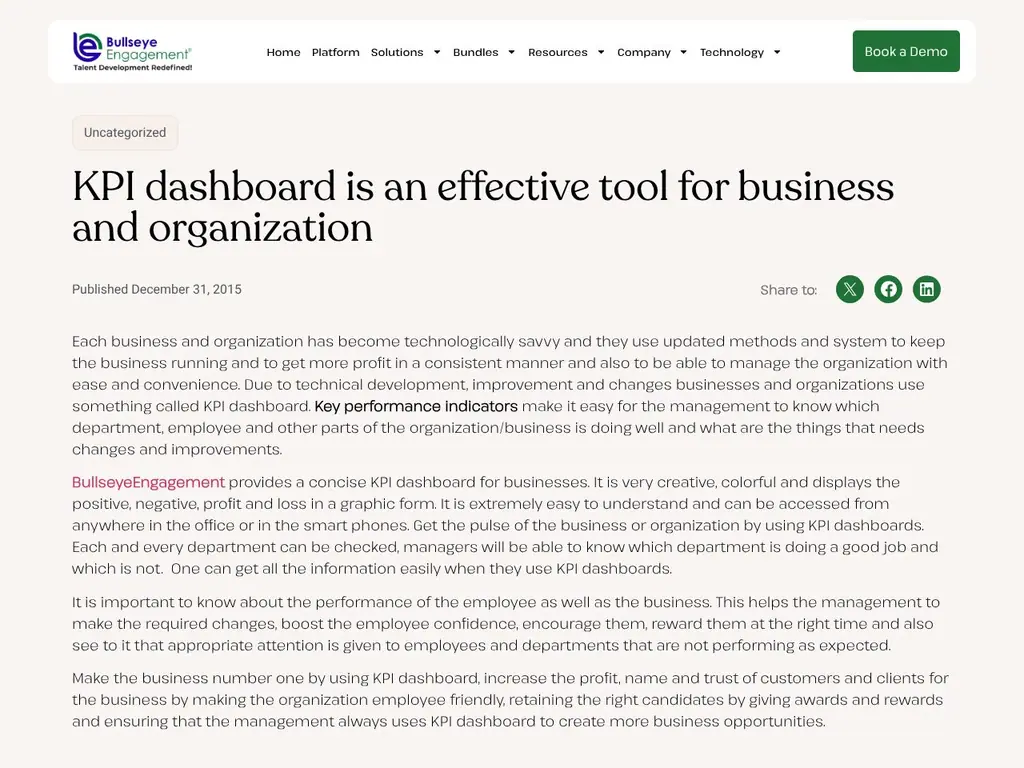 Bullseye
Engagement®
Talent Development Redefined!
Home Platform Solutions Bundles Resources Company Technology
Book a Demo
Uncategorized
KPI dashboard is an effective tool for business
and organization
Published December 31, 2015
Share to:
Each business and organization has become technologically savvy and they use updated methods and system to keep
the business running and to get more profit in a consistent manner and also to be able to manage the organization with
ease and convenience. Due to technical development, improvement and changes businesses and organizations use
something called KPI dashboard. Key performance indicators make it easy for the management to know which
department, employee and other parts of the organization/business is doing well and what are the things that needs
changes and improvements.
BullseyeEngagement provides a concise KPI dashboard for businesses. It is very creative, colorful and displays the
positive, negative, profit and loss in a graphic form. It is extremely easy to understand and can be accessed from
anywhere in the office or in the smart phones. Get the pulse of the business or organization by using KPI dashboards.
Each and every department can be checked, managers will be able to know which department is doing a good job and
which is not.  One can get all the information easily when they use KPI dashboards.
It is important to know about the performance of the employee as well as the business. This helps the management to
make the required changes, boost the employee confidence, encourage them, reward them at the right time and also
see to it that appropriate attention is given to employees and departments that are not performing as expected.
Make the business number one by using KPI dashboard, increase the profit, name and trust of customers and clients for
the business by making the organization employee friendly, retaining the right candidates by giving awards and rewards
and ensuring that the management always uses KPI dashboard to create more business opportunities.